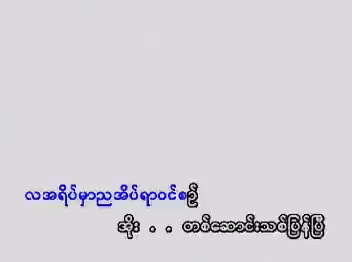 လအရိပ်မှာညအိပ်ရာဝင်စဉ်
အိုး . . တစ်ဆောင်းသစ်ပြန်ပြီ